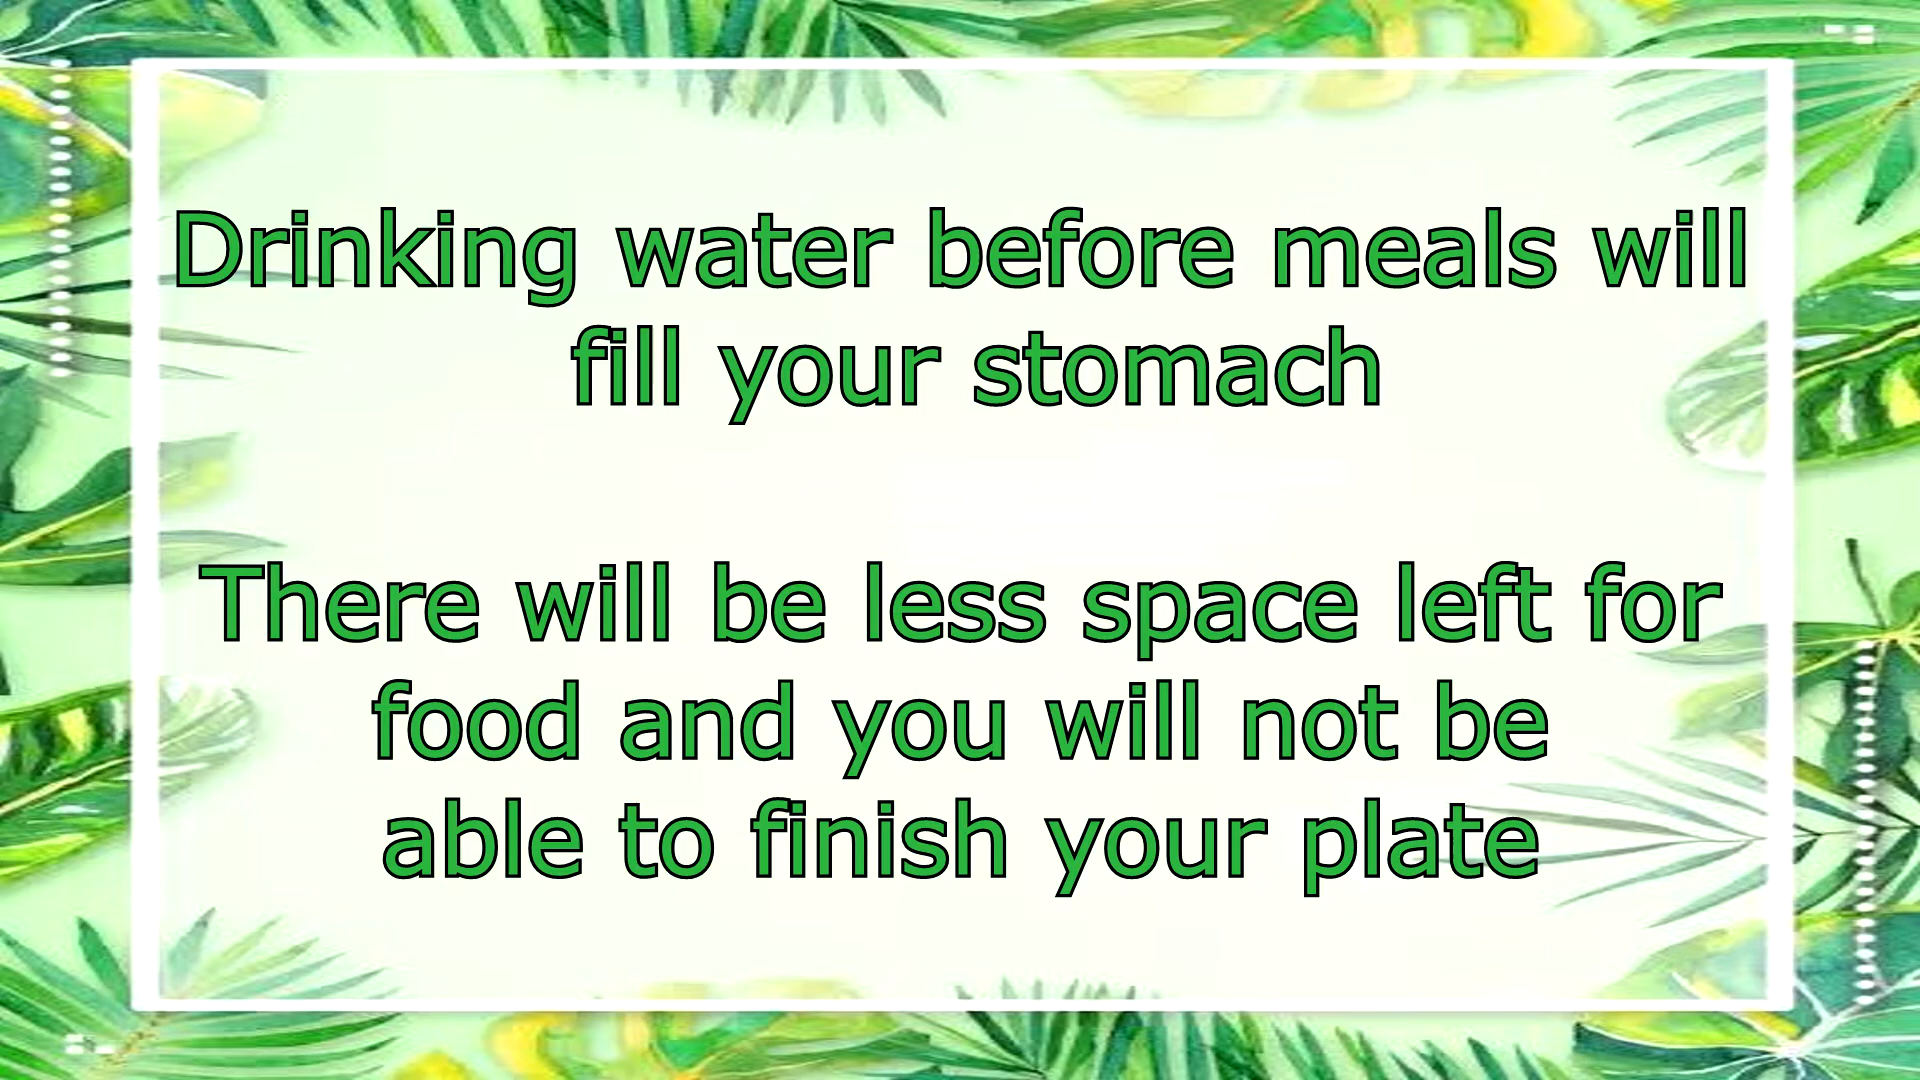 Drinking water before meals will
fill your stomach
There will be less space left for
food and you will not be
able to finish your plate